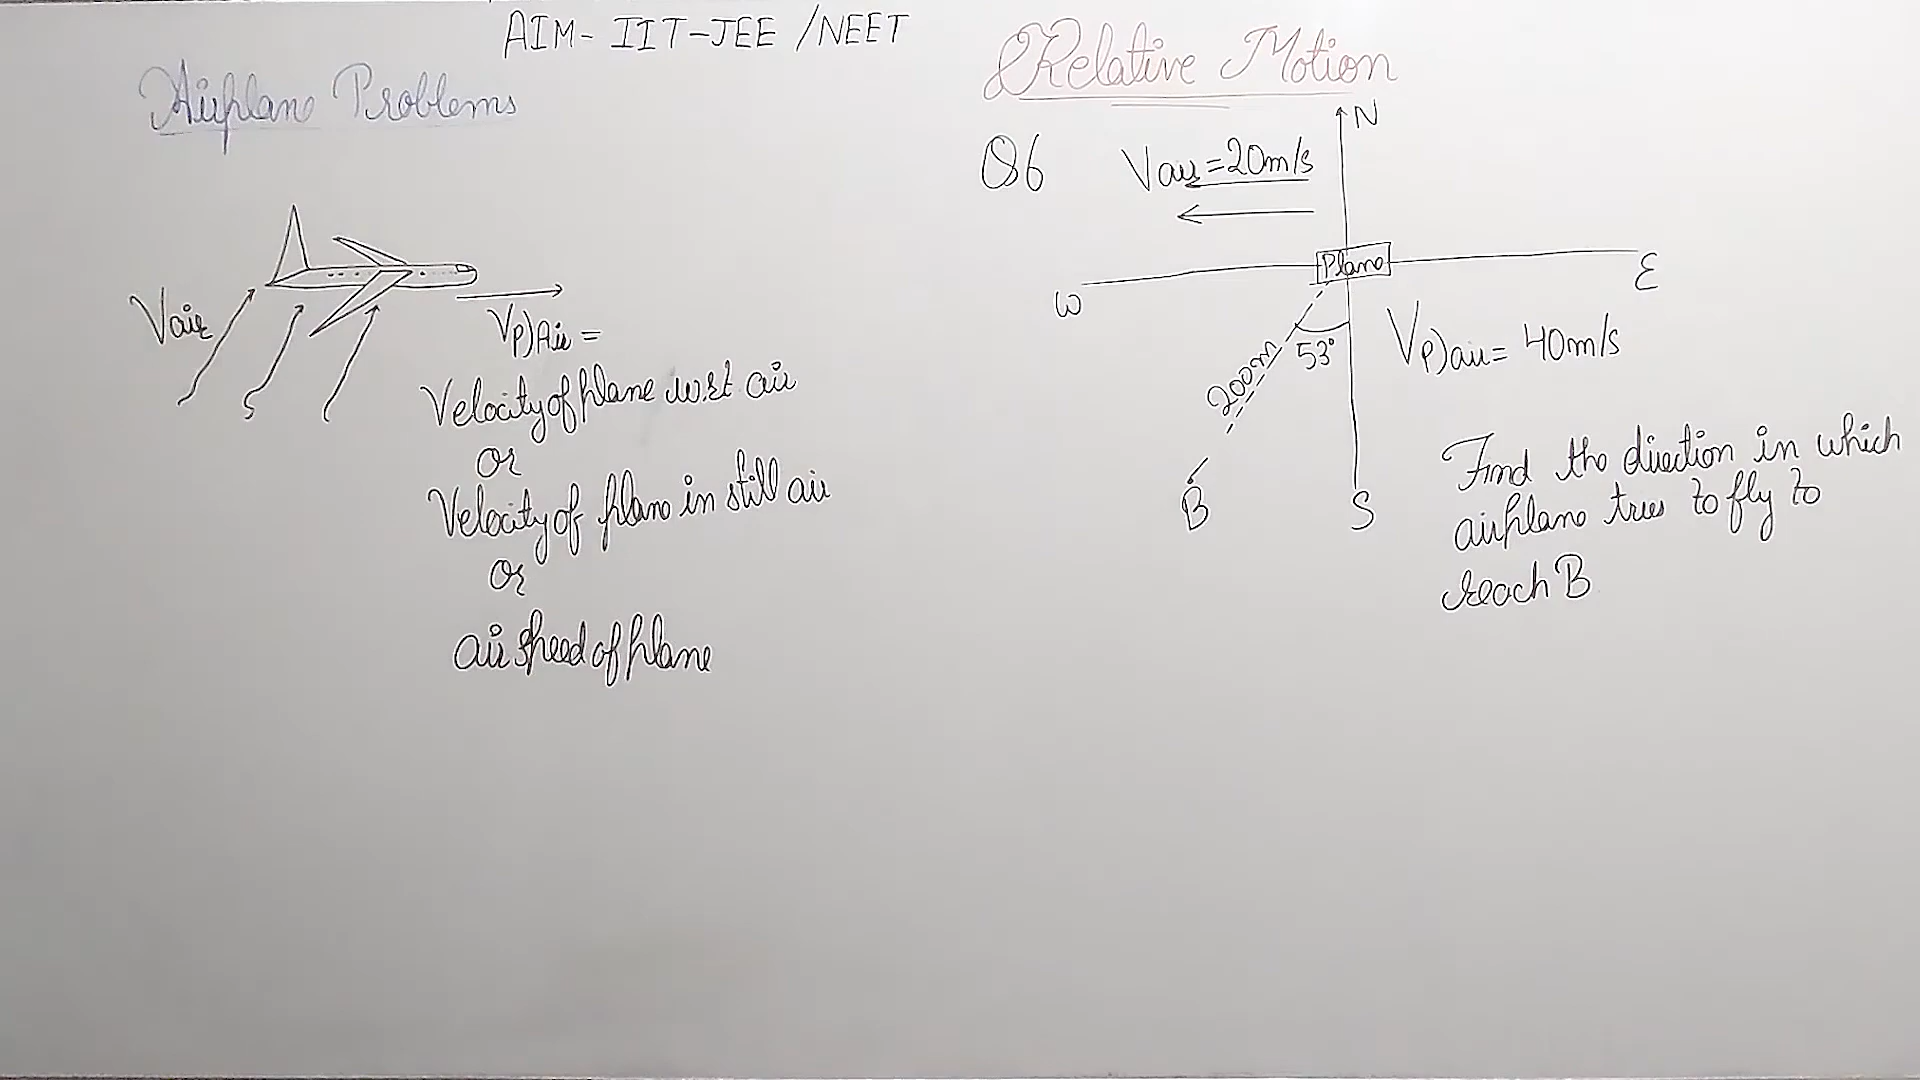 AIM- IIT-JEE /NEET
Airplane Problems
Vair
VP)Air =
Velocity of plane w.r.t air
or
Velocity of plane in still air
or
air speed of plane
Relative Motion
Q6
Vair = 20m/s
N
Plane
W
E
53°
200m
VP)air = 40m/s
B
S
Find the direction in which
airplane tries to fly to
reach B